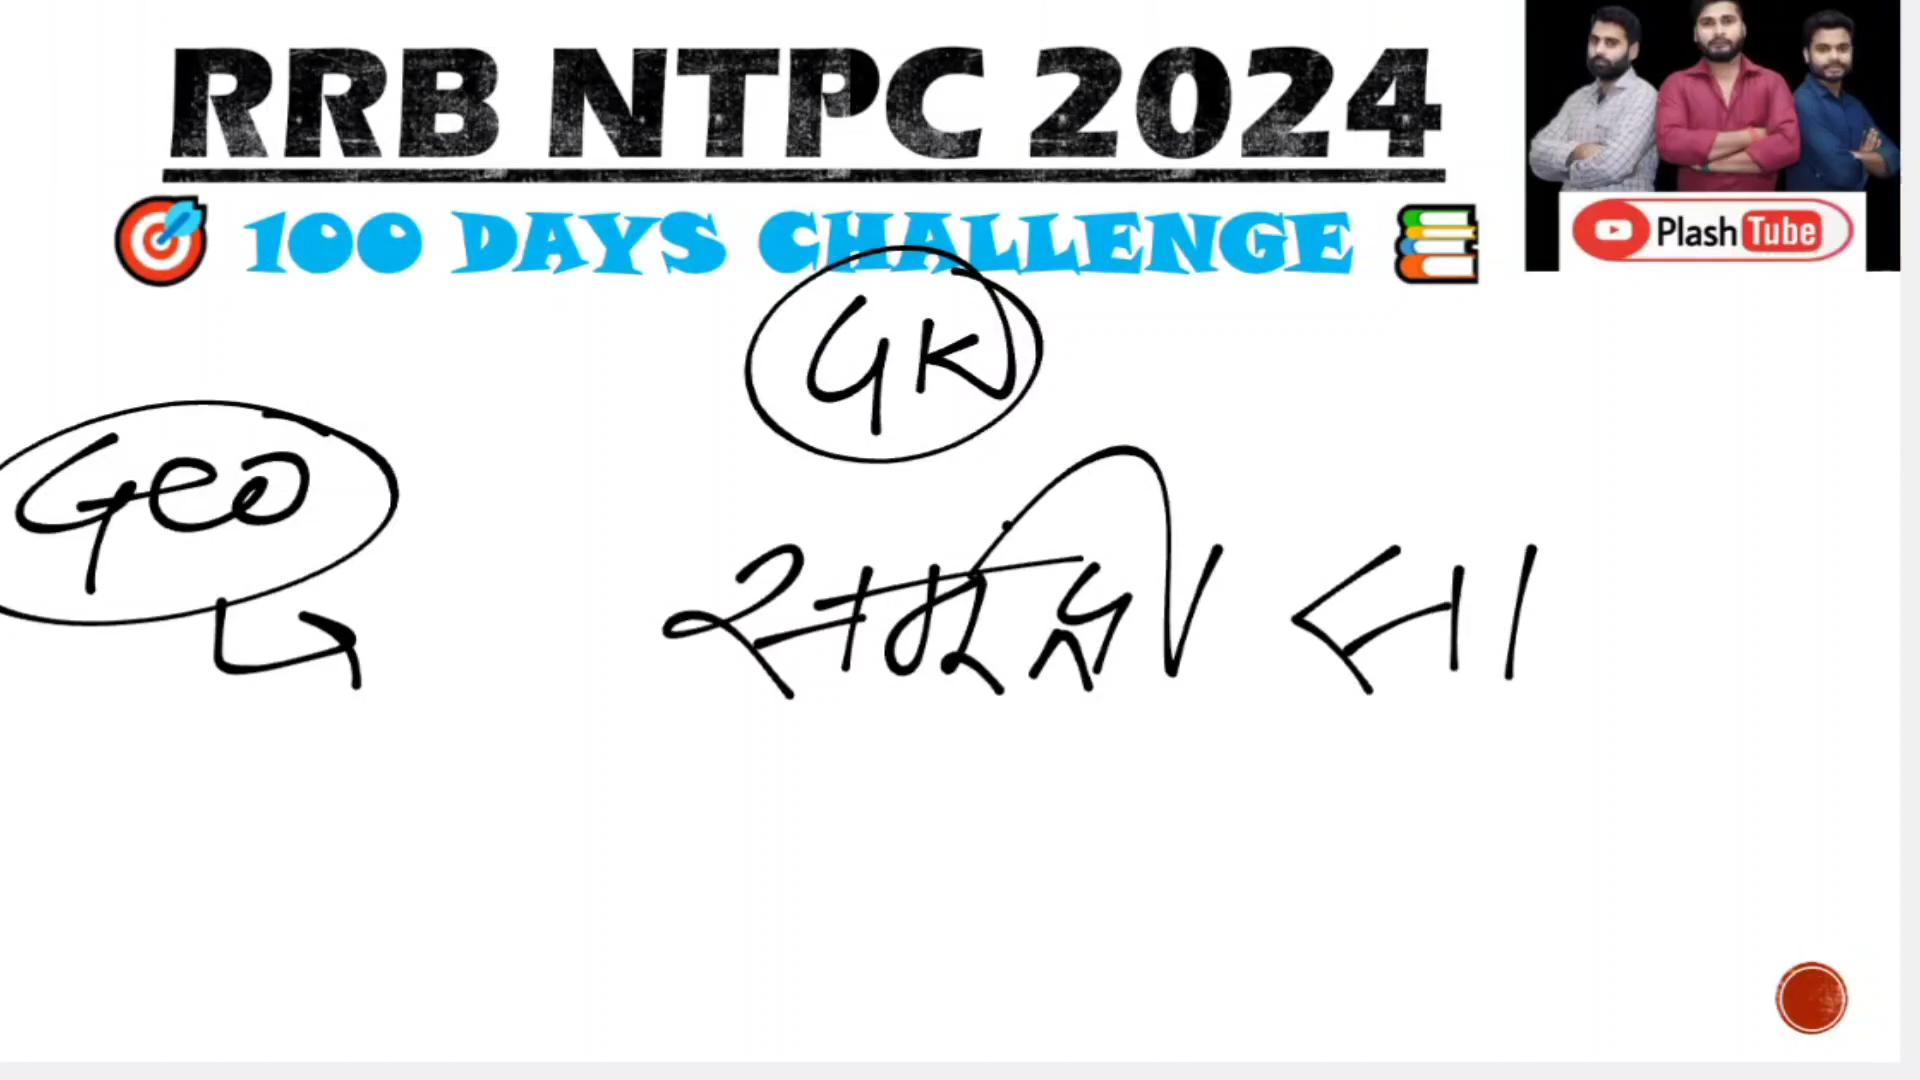 RRB NTPC 2024
100 DAYS CHALLENGE
Plash Tube
GK
Geo